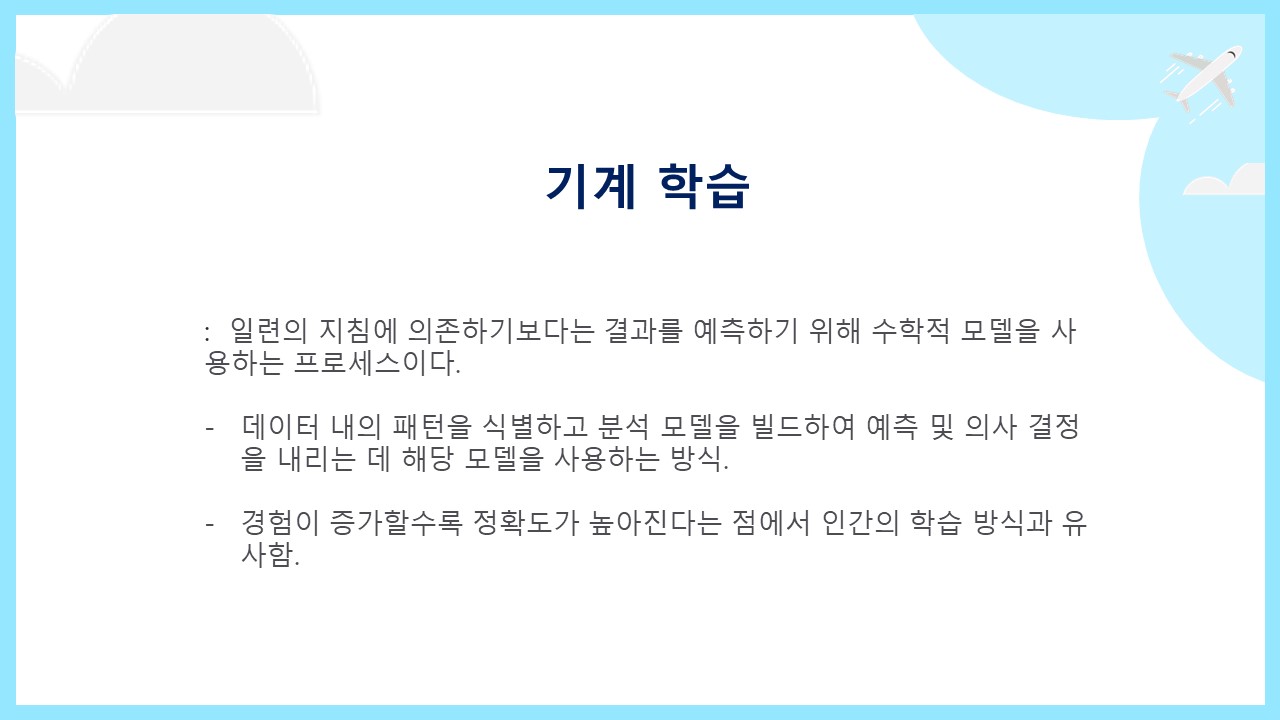 기계 학습
: 일련의 지침에 의존하기보다는 결과를 예측하기 위해 수학적 모델을 사
용하는 프로세스이다.
- 데이터 내의 패턴을 식별하고 분석 모델을 빌드하여 예측 및 의사 결정
을 내리는 데 해당 모델을 사용하는 방식.
- 경험이 증가할수록 정확도가 높아진다는 점에서 인간의 학습 방식과 유
사함.